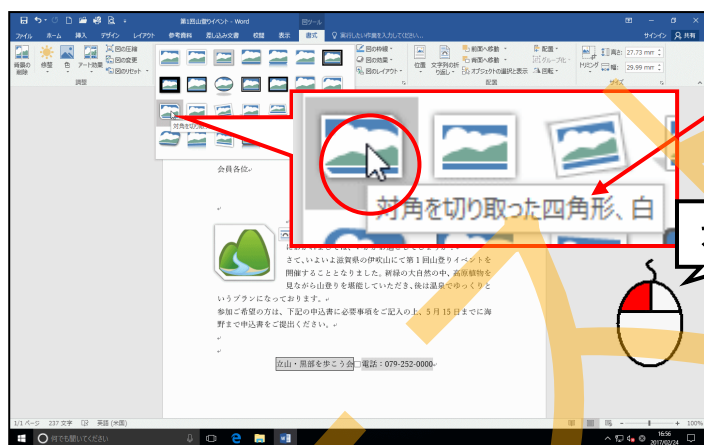 第1回山登りイベント - Word
図ツール
ファイル ホーム 挿入 デザイン レイアウト 参考資料 差し込み文書 校閲 表示 書式 実行したい作業を入力してください。 サインイン 共有
背景の削除 修整 色 アート効果 図の圧縮 図の変更 図のリセット
調整
図の枠線 図の効果 図のレイアウト
位置 文字列の折り返し 前面へ移動 背面へ移動 オブジェクトの選択と表示 配置 グループ化 回転
配置
トリミング 高さ: 27.73 mm 幅: 29.99 mm
サイズ
対角を切り取った四角形、白
会員各位
さて、いよいよ滋賀県の伊吹山にて第1回山登りイベントを
開催することとなりました。新緑の大自然の中、高原植物を
見ながら山登りを堪能していただき、後は温泉でゆっくりと
いうプランになっております。
参加ご希望の方は、下記の申込書に必要事項をご記入の上、5月15日までに海
野まで申込書をご提出ください。
立山・黒部を歩こう会 電話：079-252-0000
1/1 ページ 237 文字 英語 (米国) 100%
何でも聞いてください
16:56
2017/02/24